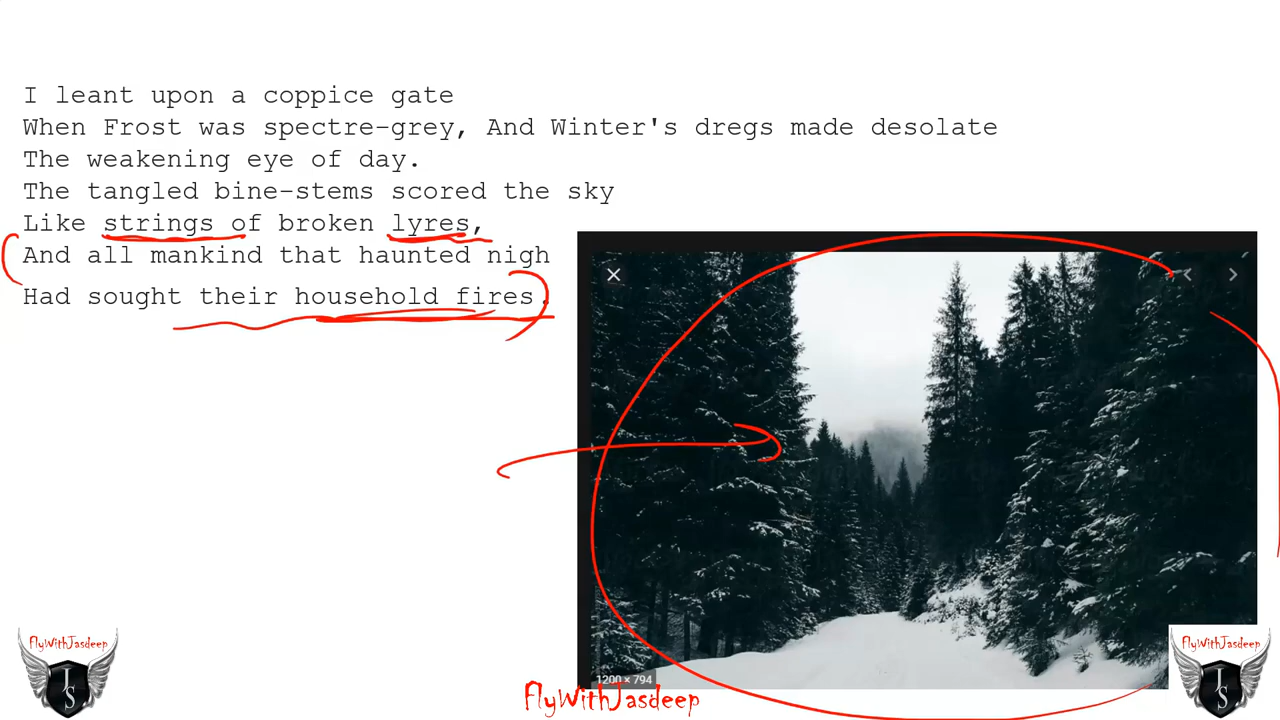 I leant upon a coppice gate
When Frost was spectre-grey, And Winter's dregs made desolate
The weakening eye of day.
The tangled bine-stems scored the sky
Like strings of broken lyres,
And all mankind that haunted nigh
Had sought their household fires.
1200 × 794
FlyWithJasdeep
JS
FlyWithJasdeep
FlyWithJasdeep
JS